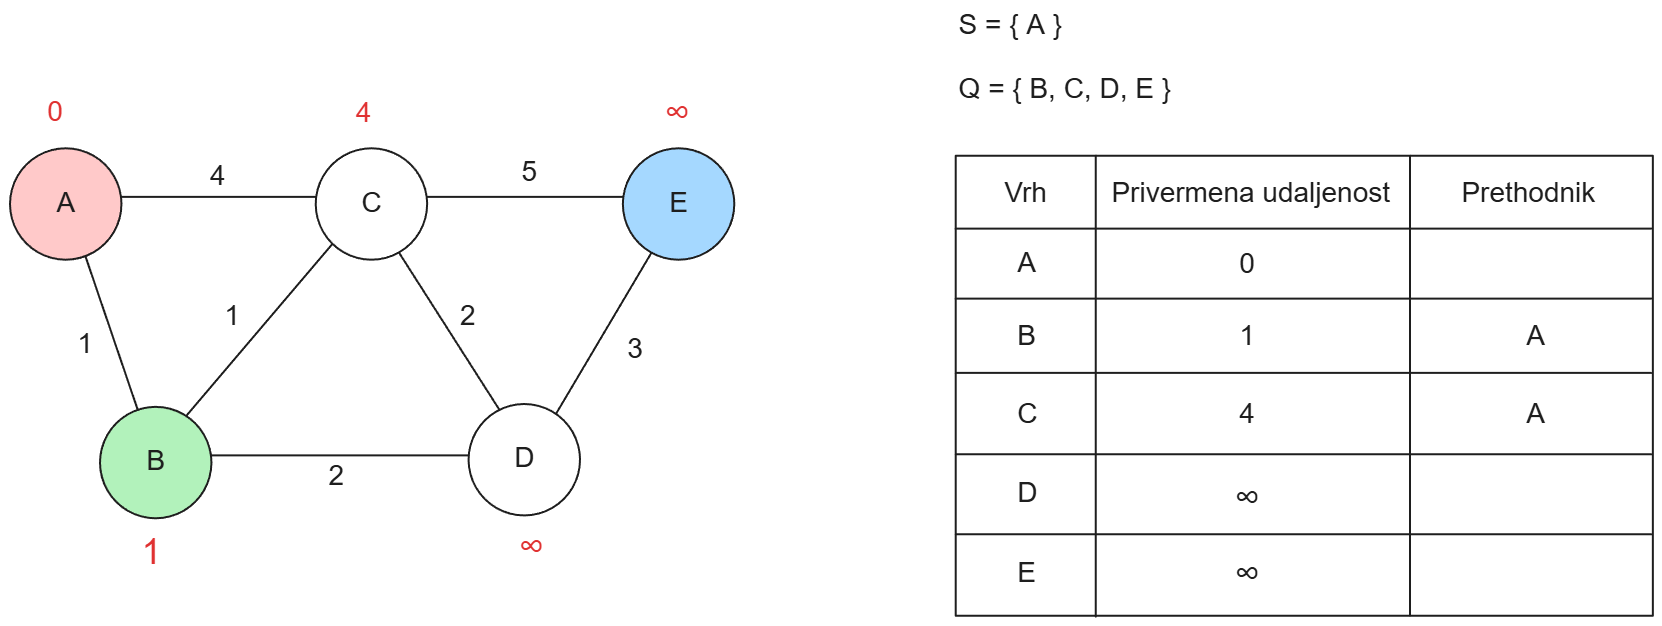 S = { A }
Q = { B, C, D, E }
0
4
∞
A
4
C
5
E
1
1
2
3
B
2
D
1
∞
Vrh Privermena udaljenost Prethodnik
A 0
B 1 A
C 4 A
D ∞
E ∞